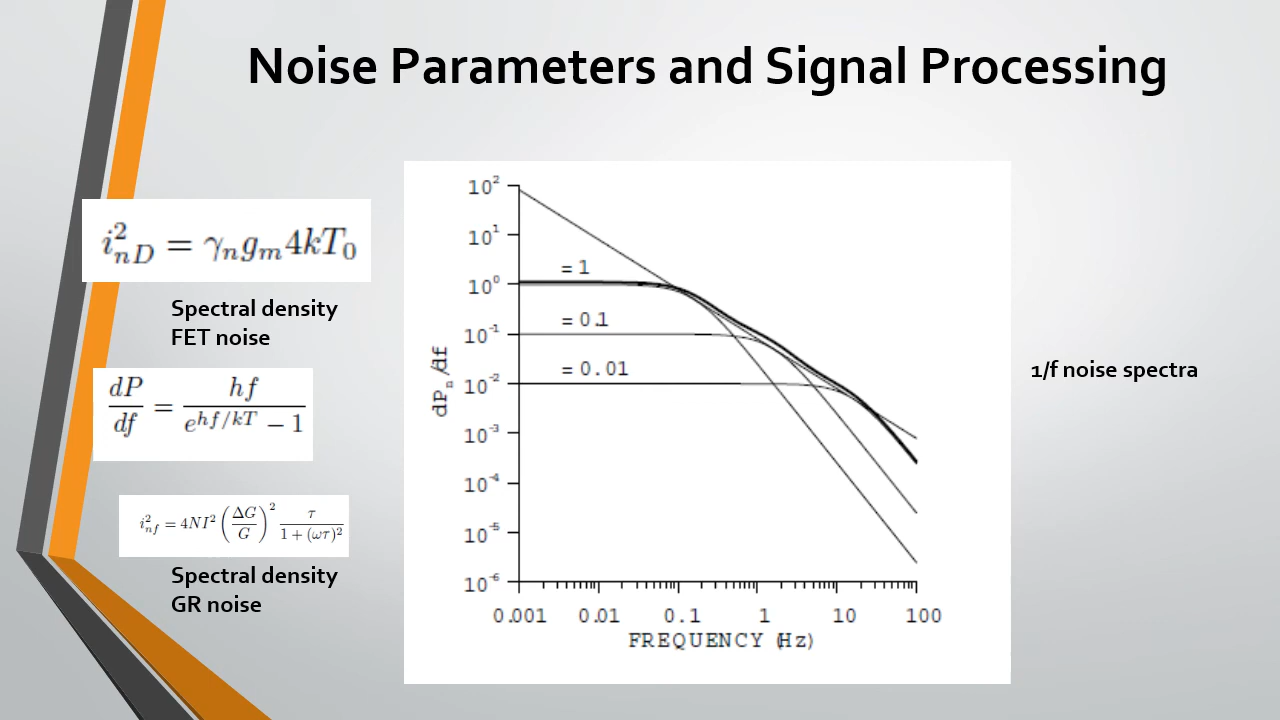 Noise Parameters and Signal Processing
i²nD = γn gm 4kT₀
Spectral density
FET noise
dP/df = hf/(e^{hf/kT} − 1)
i²nf = 4NI² (ΔG/G)² τ/(1 + (ωτ)²)
Spectral density
GR noise
10²
10¹
10⁰
10⁻¹
10⁻²
10⁻³
10⁻⁴
10⁻⁵
10⁻⁶
dPn/df
= 1
= 0.1
= 0.01
0.001 0.01 0.1 1 10 100
FREQUENCY (Hz)
1/f noise spectra